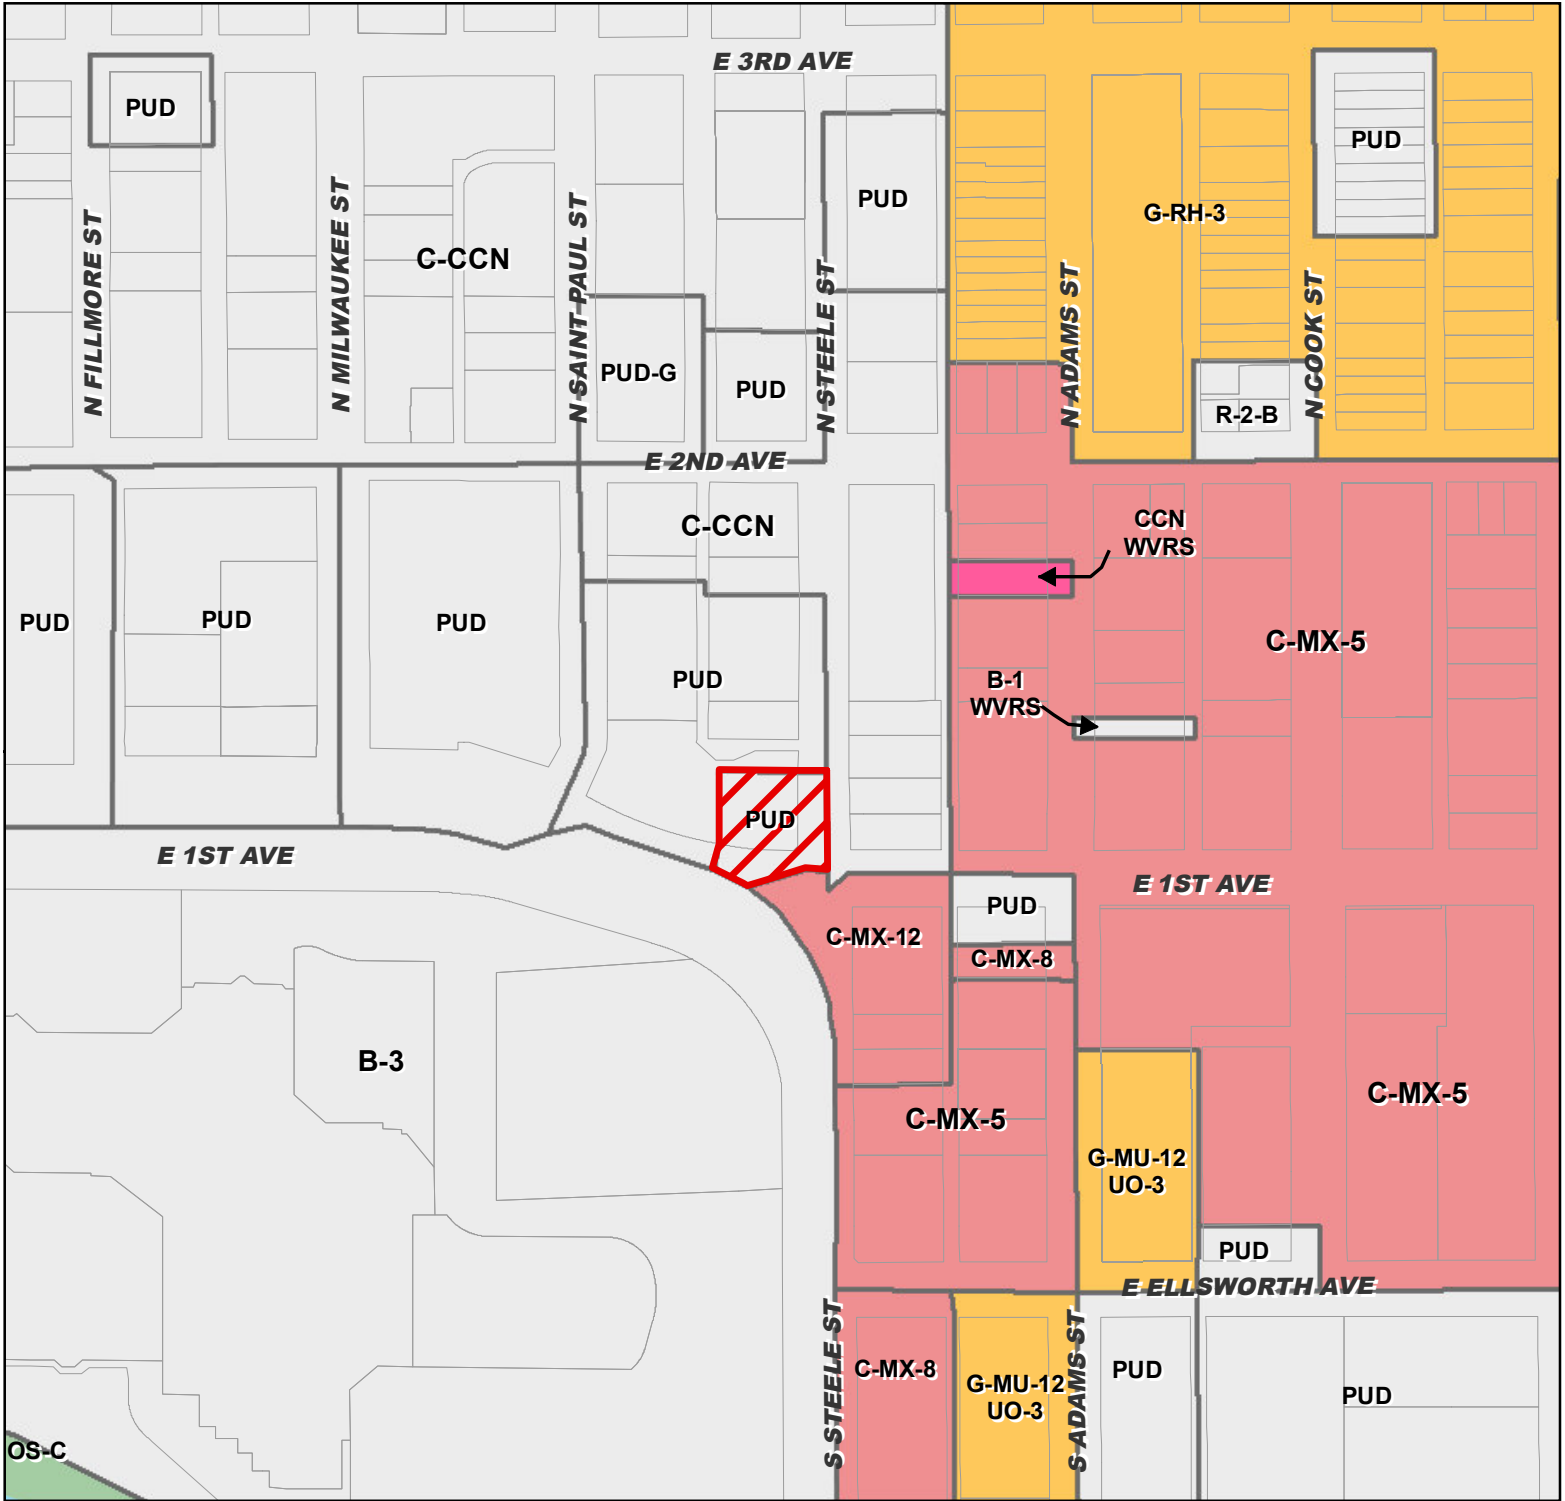 E 3RD AVE
PUD
PUD
PUD
G-RH-3
N FILLMORE ST
N MILWAUKEE ST
N SAINT PAUL ST
N STEELE ST
N ADAMS ST
N COOK ST
C-CCN
PUD-G
PUD
R-2-B
E 2ND AVE
C-CCN
CCN
WVRS
PUD
PUD
PUD
C-MX-5
PUD
B-1
WVRS
PUD
E 1ST AVE
E 1ST AVE
PUD
C-MX-12
C-MX-8
B-3
C-MX-5
C-MX-5
G-MU-12
UO-3
PUD
E ELLSWORTH AVE
S STEELE ST
S ADAMS ST
C-MX-8
G-MU-12
UO-3
PUD
PUD
OS-C